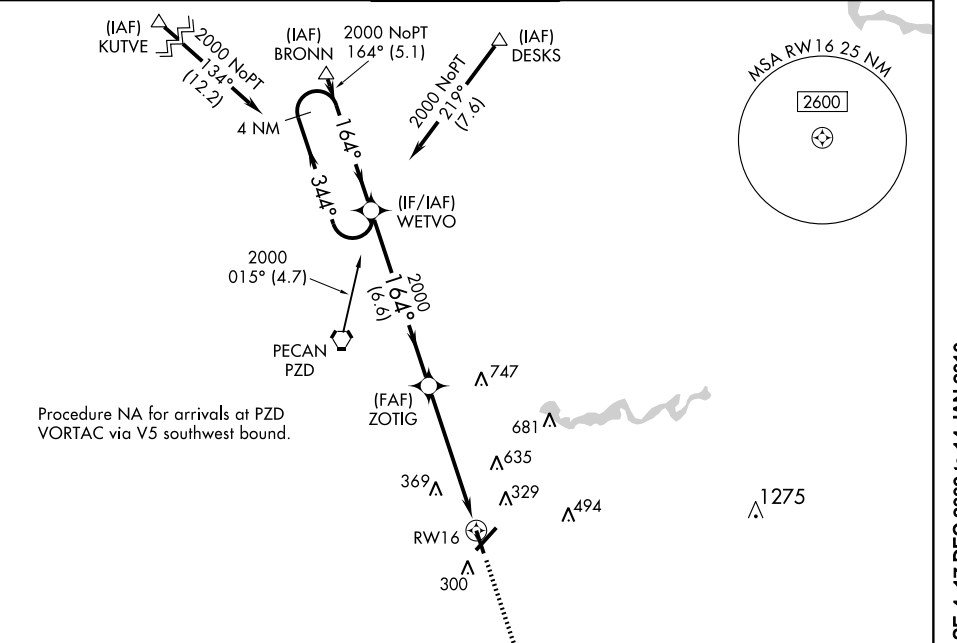 (IAF)
KUTVE
2000 NoPT
134°
(12.2)
(IAF)
BRONN
2000 NoPT
164° (5.1)
(IAF)
DESKS
2000 NoPT
219°
(7.6)
MSA RW16 25 NM
2600
4 NM
164°
344°
(IF/IAF)
WETVO
2000
015° (4.7)
2000
164°
(6.6)
PECAN
PZD
(FAF)
ZOTIG
747
Procedure NA for arrivals at PZD
VORTAC via V5 southwest bound.
681
635
369
329
494
1275
RW16
300